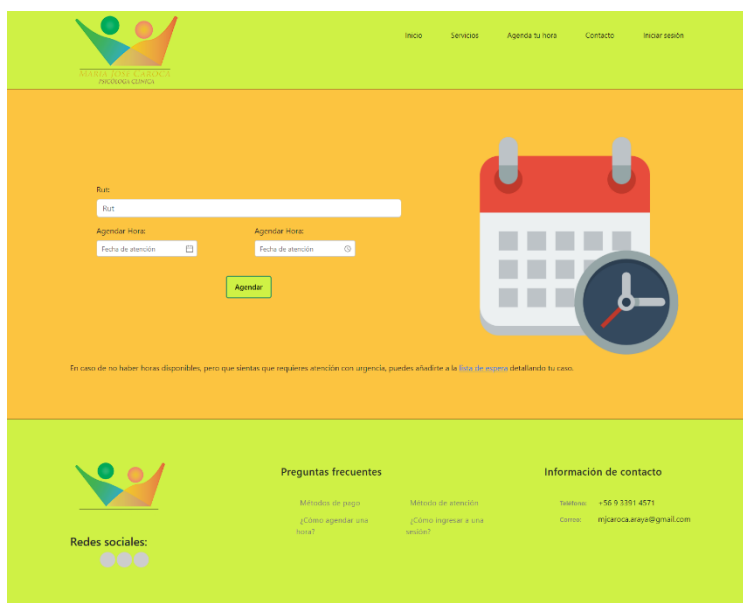 Inicio Servicios Agenda tu hora Contacto Iniciar sesión
MARÍA JOSÉ CAROCA
PSICÓLOGA CLÍNICA
Rut:
Rut
Agendar Hora: Agendar Hora:
Fecha de atención Fecha de atención
Agendar
En caso de no haber horas disponibles, pero que sientas que requieres atención con urgencia, puedes añadirte a la lista de espera detallando tu caso.
Preguntas frecuentes
Métodos de pago Método de atención
¿Cómo agendar una ¿Cómo ingresar a una
hora? sesión?
Información de contacto
Teléfono: +56 9 3391 4571
Correo: mjcaroca.araya@gmail.com
Redes sociales: